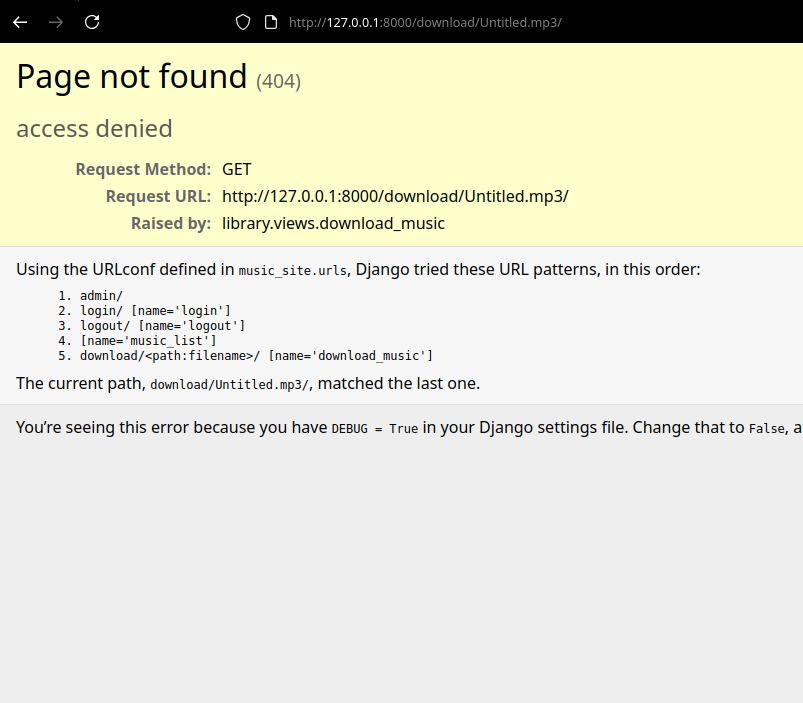 http://127.0.0.1:8000/download/Untitled.mp3/
Page not found (404)
access denied
Request Method: GET
Request URL: http://127.0.0.1:8000/download/Untitled.mp3/
Raised by: library.views.download_music
Using the URLconf defined in music_site.urls, Django tried these URL patterns, in this order:
1. admin/
2. login/ [name='login']
3. logout/ [name='logout']
4. [name='music_list']
5. download/<path:filename>/ [name='download_music']
The current path, download/Untitled.mp3/, matched the last one.
You’re seeing this error because you have DEBUG = True in your Django settings file. Change that to False, a